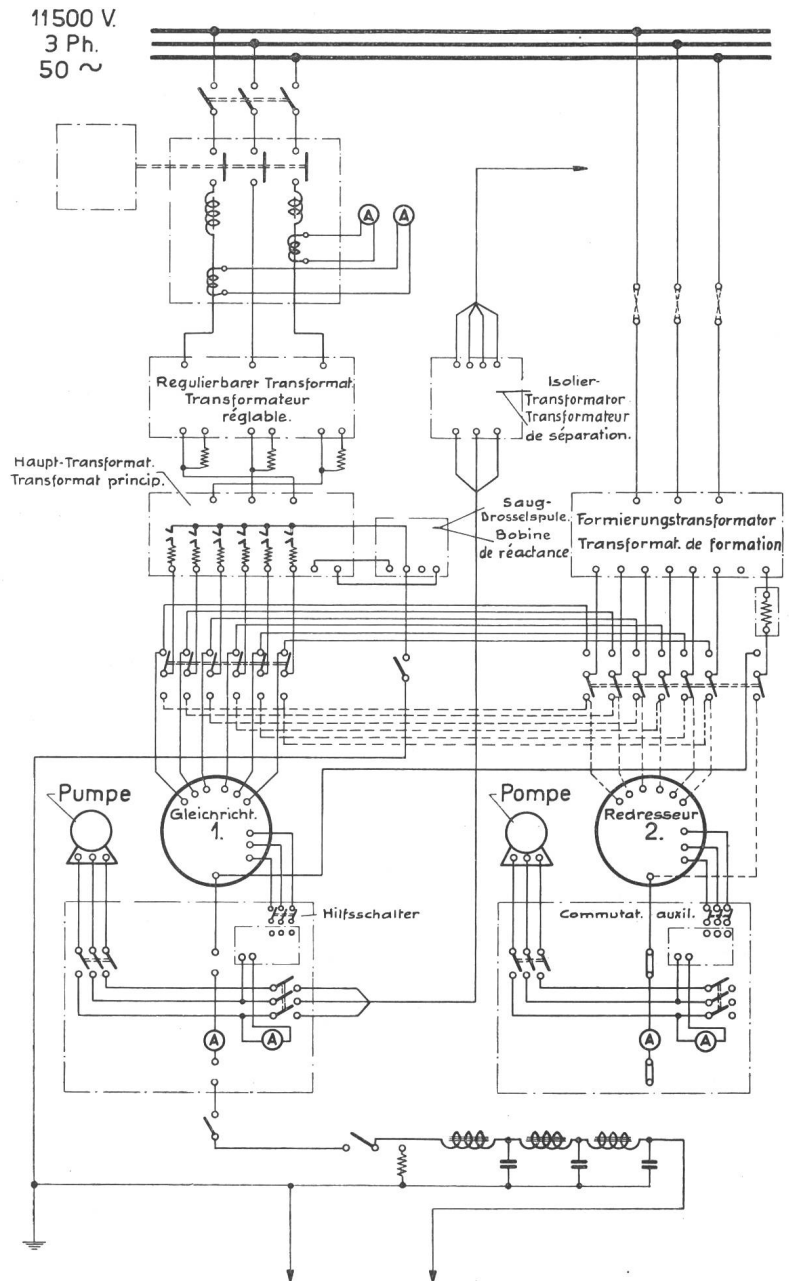 11500 V.
3 Ph.
50 ~
A
A
Regulierbarer Transformat.
Transformateur
réglable.
Isolier-
Transformator
Transformateur
de séparation.
Haupt-Transformat.
Transformat princip.
Saug-
Drosselspule.
Bobine
de réactance
Formierungstransformator
Transformat. de formation
Pumpe
Gleichricht.
1.
Pompe
Redresseur
2.
Hilfsschalter
Commutat. auxil.
A
A
A
A